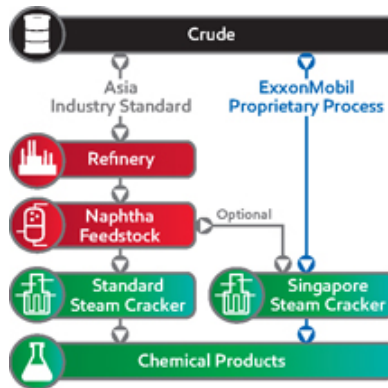 Crude
Asia
Industry Standard
ExxonMobil
Proprietary Process
Refinery
Naphtha
Feedstock
Optional
Standard
Steam Cracker
Singapore
Steam Cracker
Chemical Products